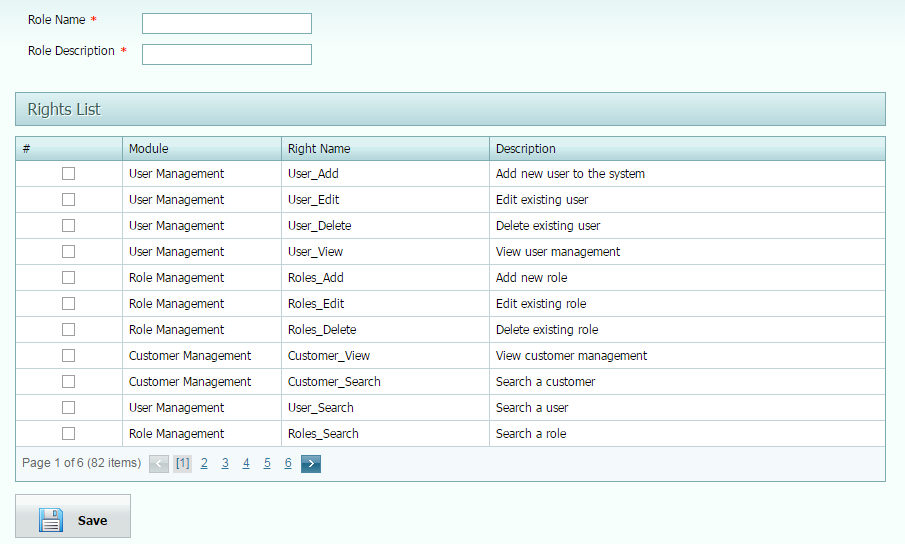 Role Name *
Role Description *
Rights List
# Module Right Name Description
User Management User_Add Add new user to the system
User Management User_Edit Edit existing user
User Management User_Delete Delete existing user
User Management User_View View user management
Role Management Roles_Add Add new role
Role Management Roles_Edit Edit existing role
Role Management Roles_Delete Delete existing role
Customer Management Customer_View View customer management
Customer Management Customer_Search Search a customer
User Management User_Search Search a user
Role Management Roles_Search Search a role
Page 1 of 6 (82 items) < [1] 2 3 4 5 6 >
Save